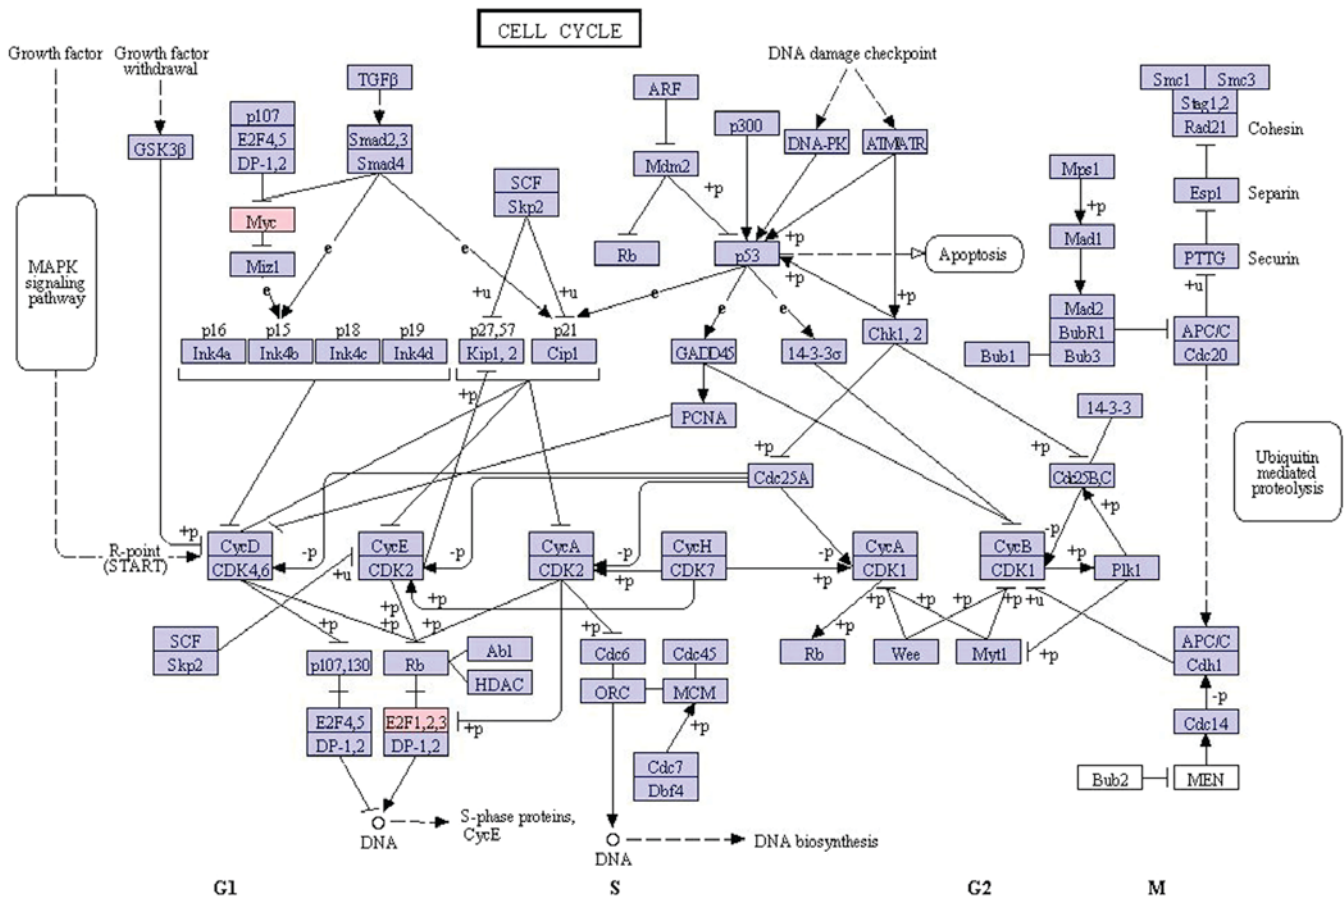 CELL CYCLE
Growth factor
Growth factor
withdrawal
DNA damage checkpoint
TGFβ
ARF
Smc1
Smc3
Stag1,2
Rad21
Cohesin
p107
E2F4,5
DP-1,2
GSK3β
Smad2,3
Smad4
p300
DNA-PK
ATMATR
Mdm2
+p
SCF
Skp2
Mps1
+p
Esp1
Separin
Myc
Miz1
e
e
e
Rb
p53
+p
+p
Apoptosis
Mad1
PTTG
Securin
+u
MAPK
signaling
pathway
+u
+u
e
e
e
+p
Mad2
BubR1
Bub3
Bub1
APC/C
Cdc20
p16
Ink4a
p15
Ink4b
p18
Ink4c
p19
Ink4d
p27,57
Kip1, 2
p21
Cip1
GADD45
14-3-3σ
Chk1, 2
+p
PCNA
14-3-3
+p
Cdc25A
+p
Cdc25B,C
Ubiquitin
mediated
proteolysis
R-point
(START)
+p
CycD
CDK4,6
-p
CycE
CDK2
-p
CycA
CDK2
-p
+p
CycH
CDK7
-p
+p
CycA
CDK1
CycB
CDK1
-p
+p
+p
Plk1
+u
+u
+p
+p
+p
+p
+p
+p
+p
+p
+p
+p
+p
SCF
Skp2
p107,130
Rb
Abl
HDAC
Cdc6
ORC
Cdc45
MCM
Rb
Wee
Myt1
+p
APC/C
Cdh1
-p
E2F4,5
DP-1,2
E2F1,2,3
DP-1,2
+p
+p
Cdc7
Dbf4
Cdc14
Bub2
MEN
DNA
S-phase proteins,
CycE
DNA
DNA biosynthesis
G1
S
G2
M